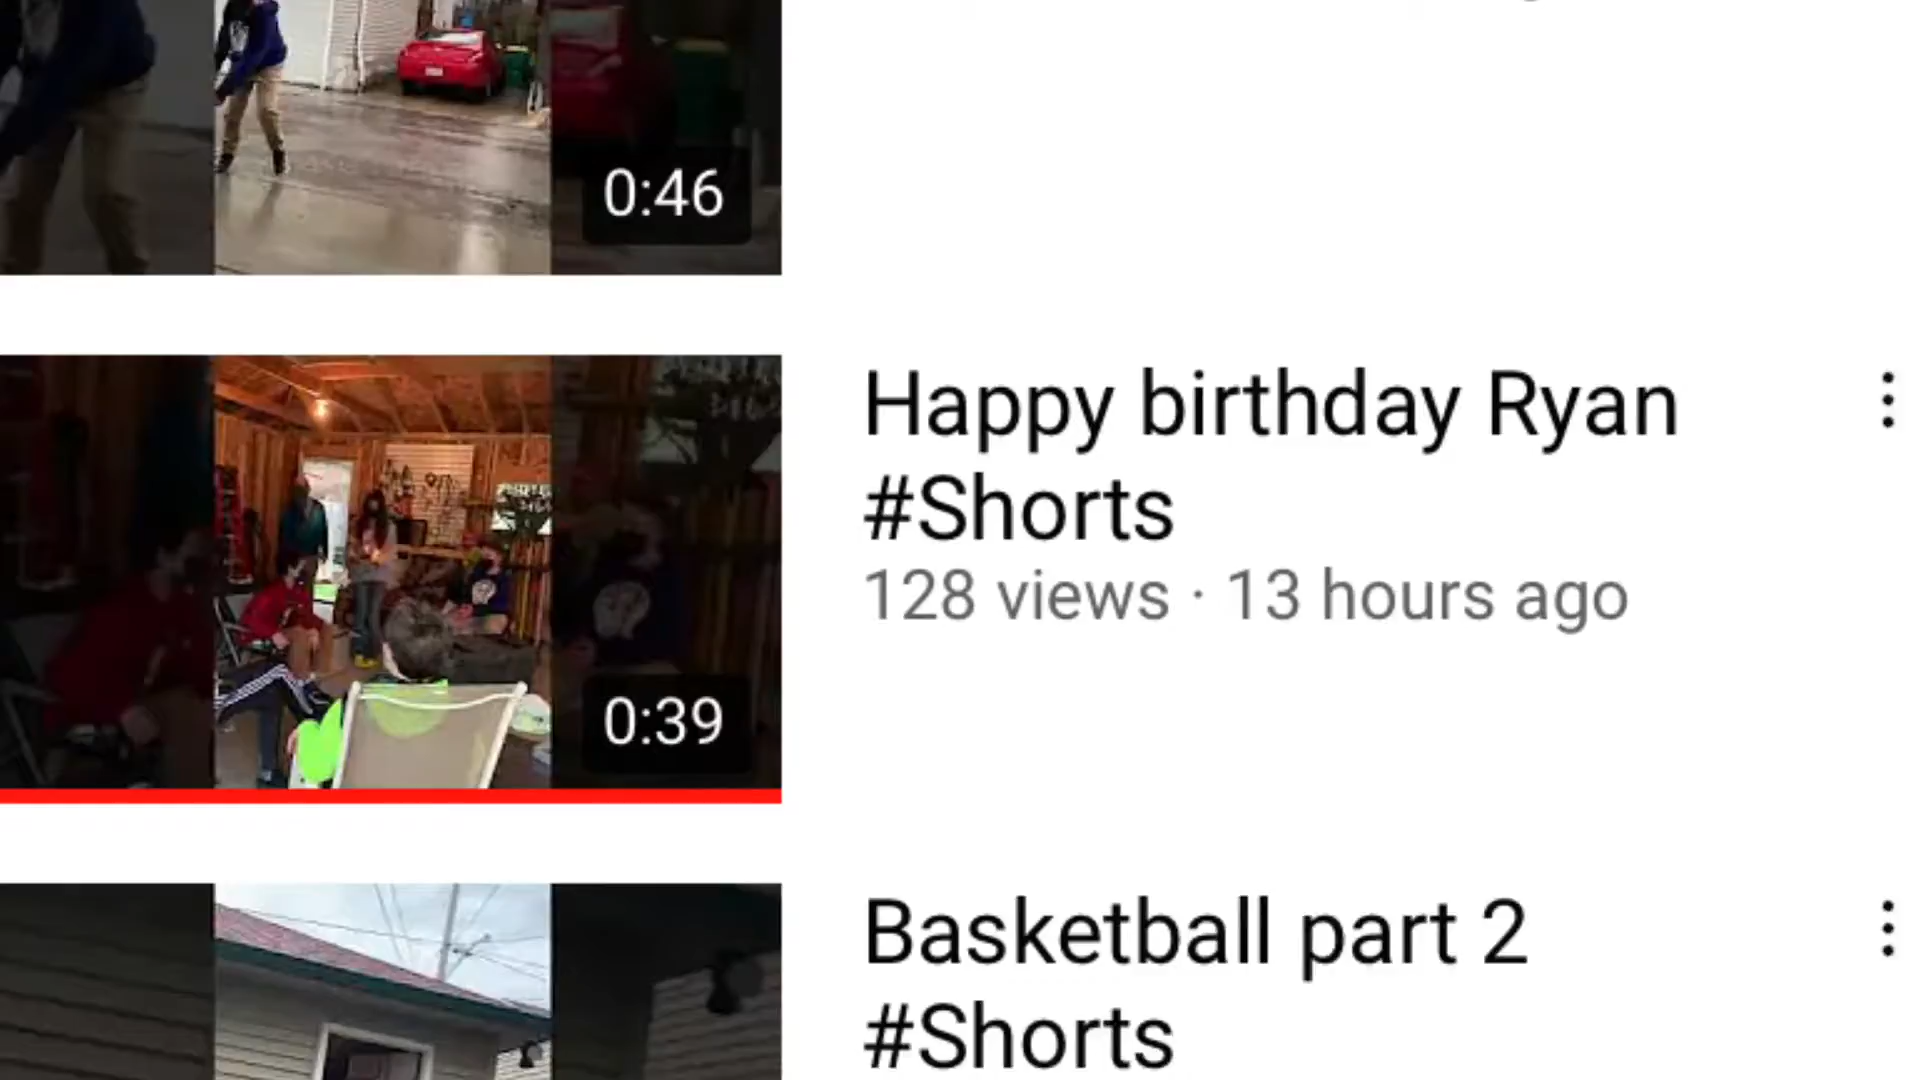 0:46
Happy birthday Ryan
#Shorts
128 views · 13 hours ago
0:39
Basketball part 2
#Shorts